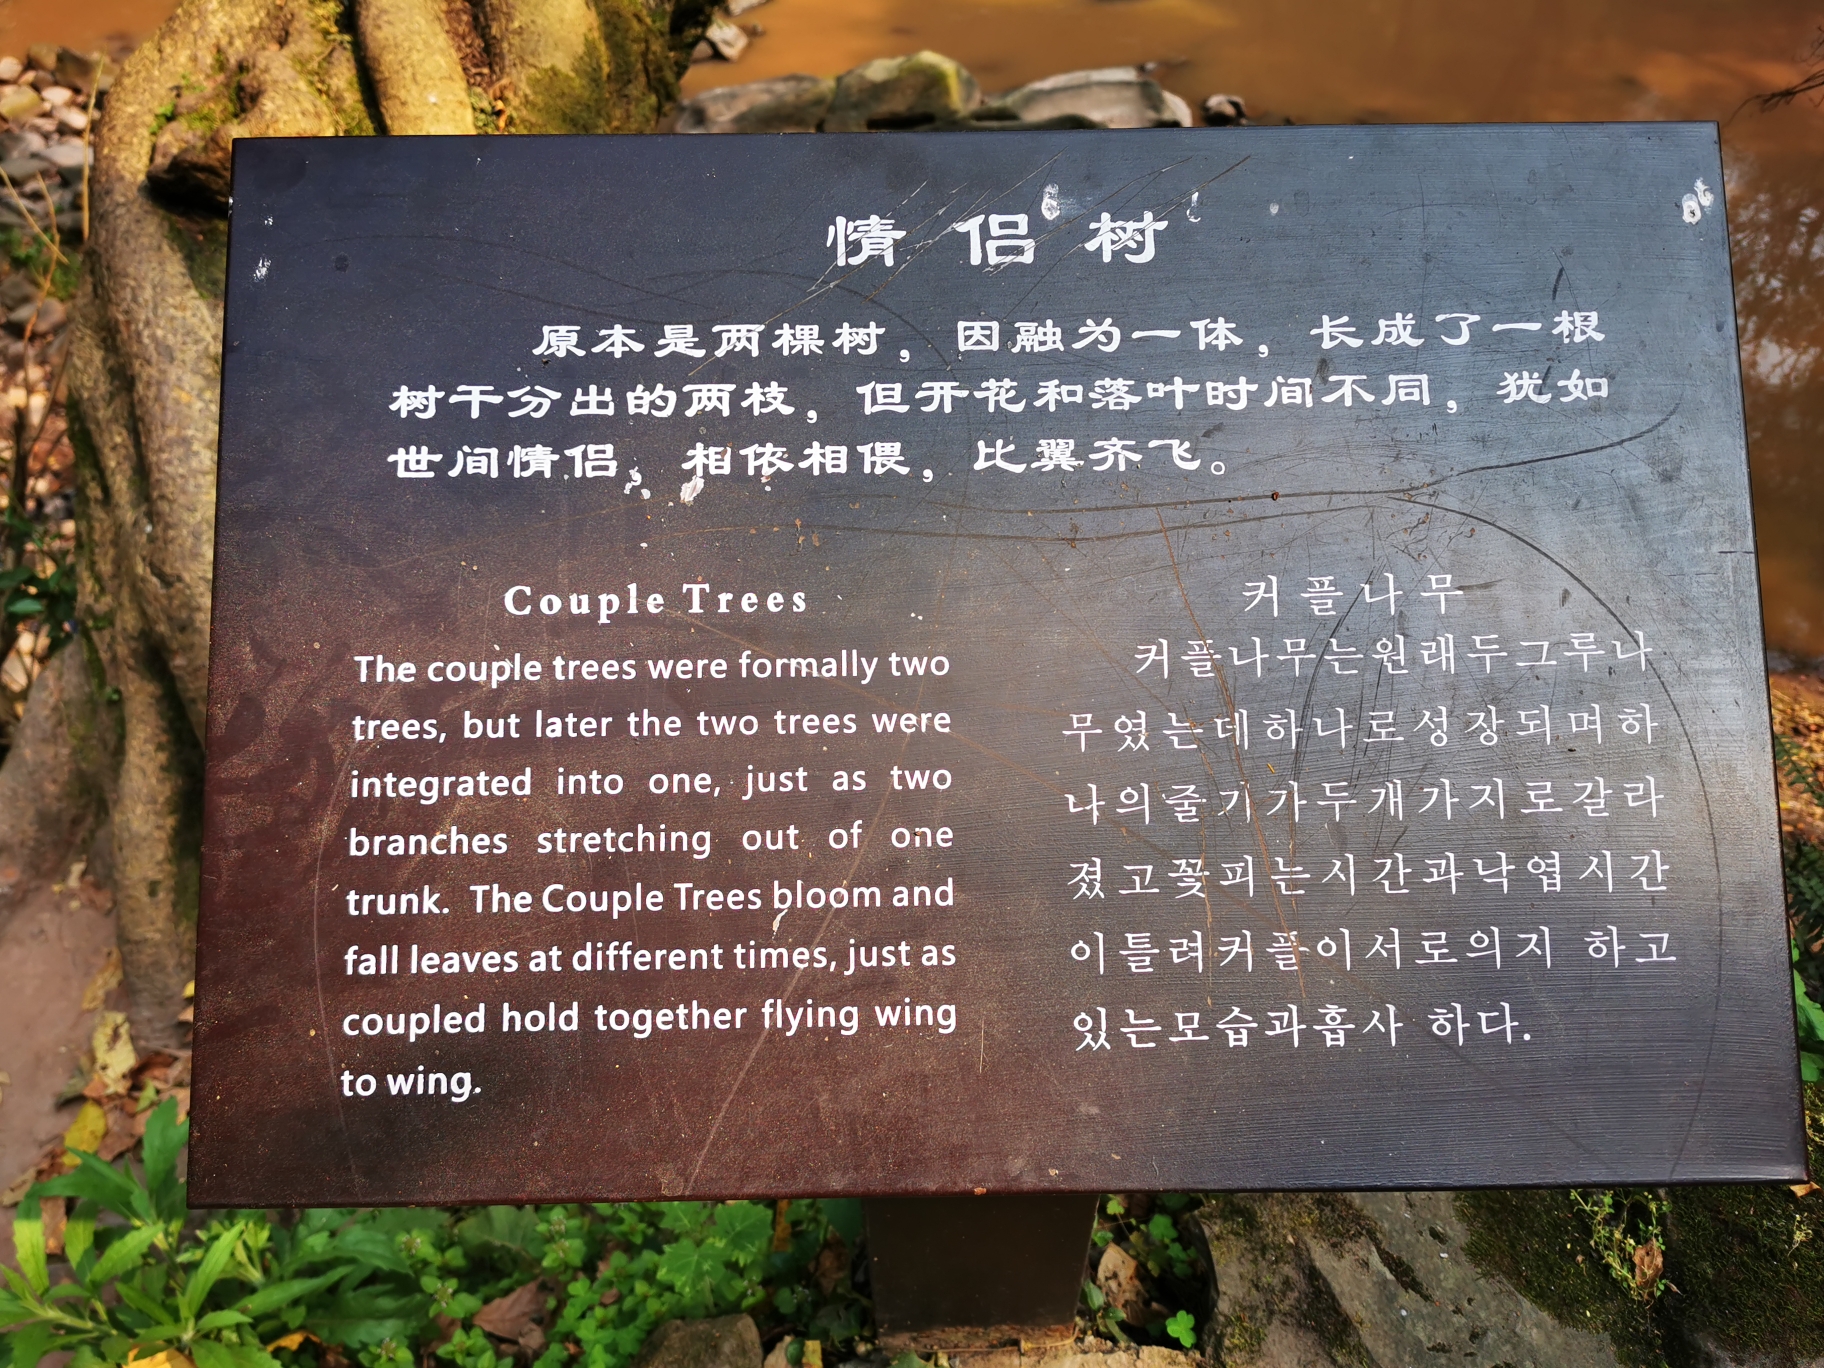 情侣树
原本是两棵树，因融为一体，长成了一根
树干分出的两枝，但开花和落叶时间不同，犹如
世间情侣，相依相偎，比翼齐飞。
Couple Trees
The couple trees were formally two
trees, but later the two trees were
integrated into one, just as two
branches stretching out of one
trunk. The Couple Trees bloom and
fall leaves at different times, just as
coupled hold together flying wing
to wing.
커플나무
커플나무는원래두그루나
무였는데하나로성장되며하
나의줄기가두개가지로갈라
졌고꽃피는시간과낙엽시간
이틀려커플이서로의지 하고
있는모습과흡사 하다.